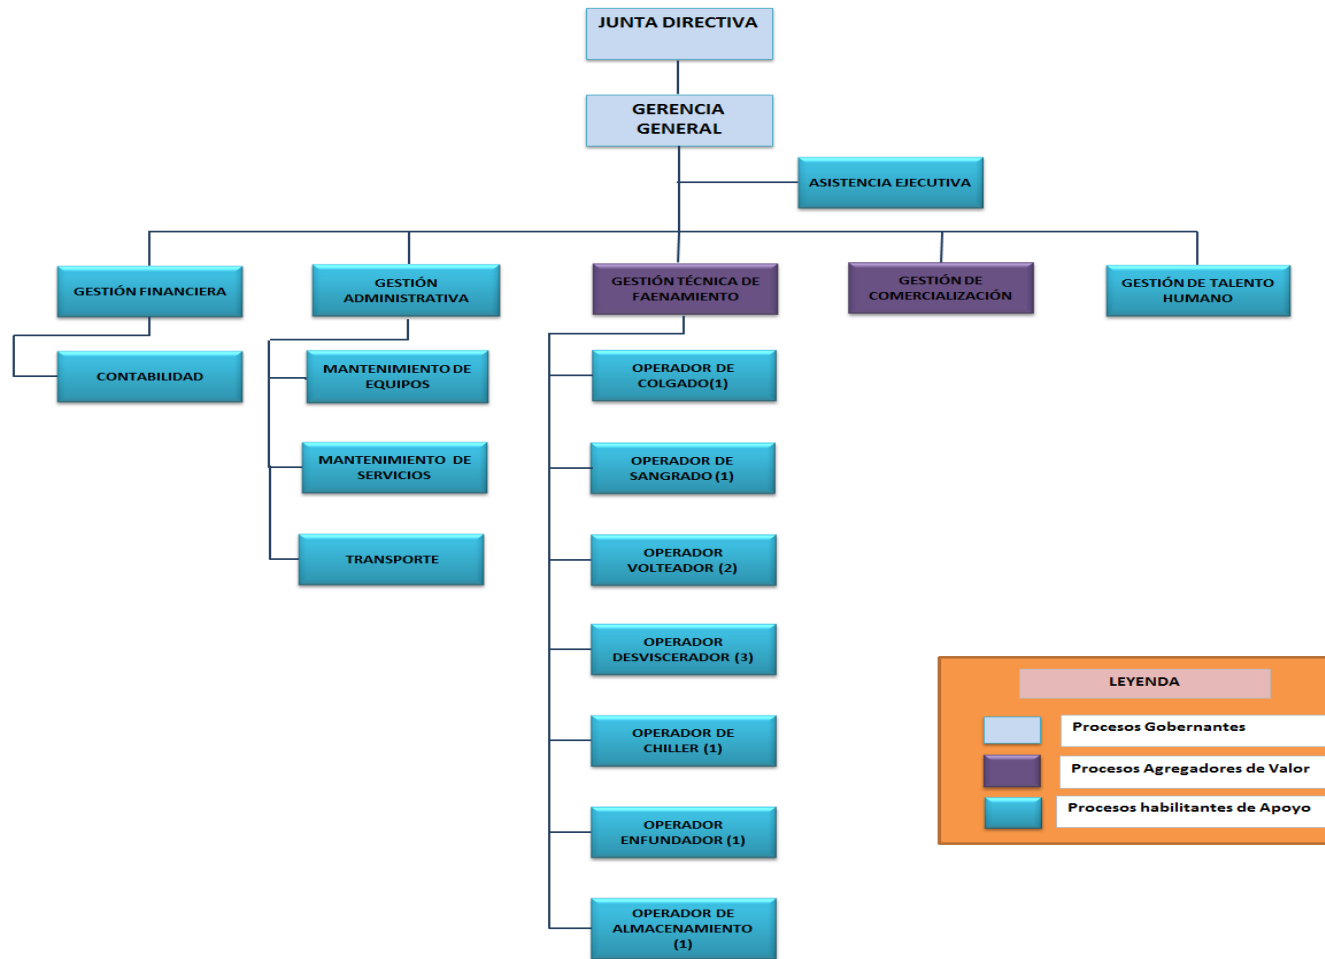 JUNTA DIRECTIVA
GERENCIA
GENERAL
ASISTENCIA EJECUTIVA
GESTIÓN FINANCIERA
GESTIÓN
ADMINISTRATIVA
GESTIÓN TÉCNICA DE
FAENAMIENTO
GESTIÓN DE
COMERCIALIZACIÓN
GESTIÓN DE TALENTO
HUMANO
CONTABILIDAD
MANTENIMIENTO DE
EQUIPOS
MANTENIMIENTO DE
SERVICIOS
TRANSPORTE
OPERADOR DE
COLGADO(1)
OPERADOR DE
SANGRADO (1)
OPERADOR
VOLTEADOR (2)
OPERADOR
DESVISCERADOR (3)
OPERADOR DE
CHILLER (1)
OPERADOR
ENFUNDADOR (1)
OPERADOR DE
ALMACENAMIENTO
(1)
LEYENDA
Procesos Gobernantes
Procesos Agregadores de Valor
Procesos habilitantes de Apoyo